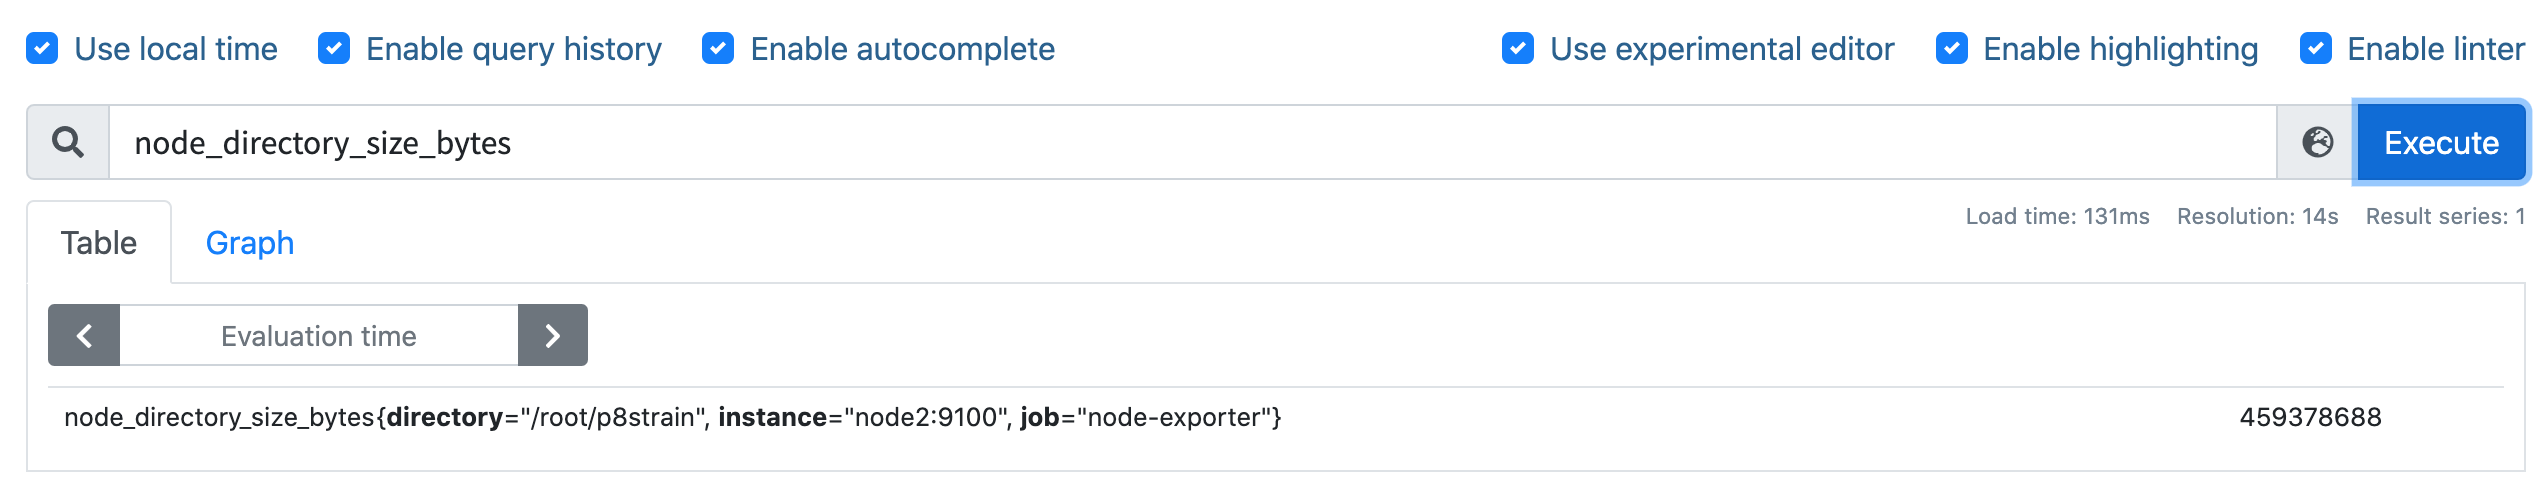 Use local time Enable query history Enable autocomplete Use experimental editor Enable highlighting Enable linter
node_directory_size_bytes Execute
Load time: 131ms Resolution: 14s Result series: 1
Table Graph
Evaluation time
node_directory_size_bytes{directory="/root/p8strain", instance="node2:9100", job="node-exporter"} 459378688